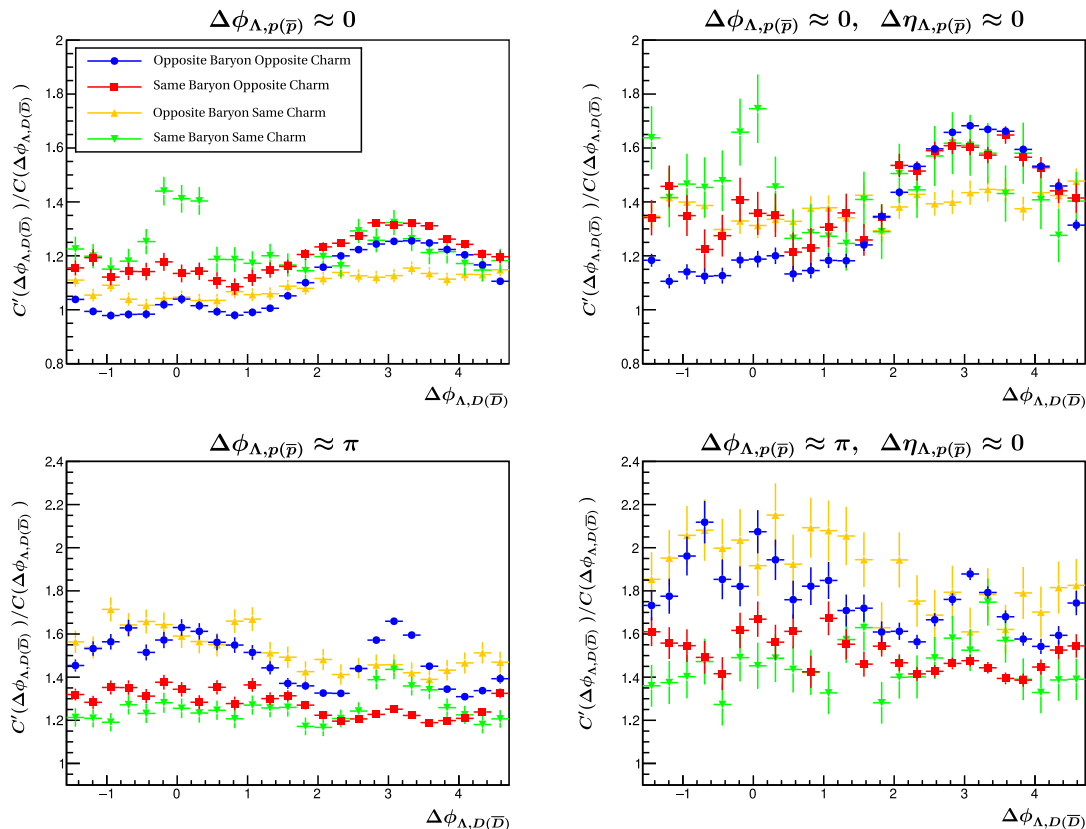 Δϕ_{Λ,p(p̅)} ≈ 0
C′(Δϕ_{Λ,D(D̅)})/C(Δϕ_{Λ,D(D̅)})
2
1.8
1.6
1.4
1.2
1
0.8
Opposite Baryon Opposite Charm
Same Baryon Opposite Charm
Opposite Baryon Same Charm
Same Baryon Same Charm
−1 0 1 2 3 4
Δϕ_{Λ,D(D̅)}
Δϕ_{Λ,p(p̅)} ≈ 0, Δη_{Λ,p(p̅)} ≈ 0
C′(Δϕ_{Λ,D(D̅)})/C(Δϕ_{Λ,D(D̅)})
2
1.8
1.6
1.4
1.2
1
0.8
−1 0 1 2 3 4
Δϕ_{Λ,D(D̅)}
Δϕ_{Λ,p(p̅)} ≈ π
C′(Δϕ_{Λ,D(D̅)})/C(Δϕ_{Λ,D(D̅)})
2.4
2.2
2
1.8
1.6
1.4
1.2
1
−1 0 1 2 3 4
Δϕ_{Λ,D(D̅)}
Δϕ_{Λ,p(p̅)} ≈ π, Δη_{Λ,p(p̅)} ≈ 0
C′(Δϕ_{Λ,D(D̅)})/C(Δϕ_{Λ,D(D̅)})
2.4
2.2
2
1.8
1.6
1.4
1.2
1
−1 0 1 2 3 4
Δϕ_{Λ,D(D̅)}